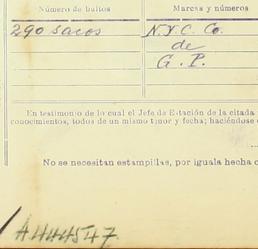 Número de bultos
Marcas y números
290 sacos
N.Y.C. Co.
de
G. P.
En testimonio de lo cual el Jefe de Estación de la citada
conocimientos, todos de un mismo tenor y fecha; haciéndose
No se necesitan estampillas, por iguala hecha c
A444547